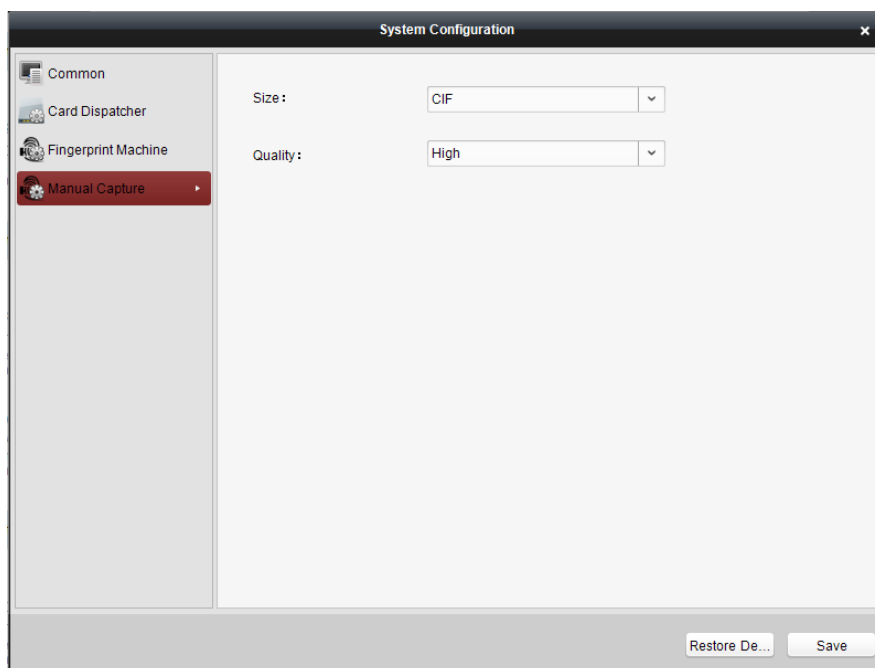 System Configuration
Common
Card Dispatcher
Fingerprint Machine
Manual Capture
Size:
CIF
Quality:
High
Restore De...
Save